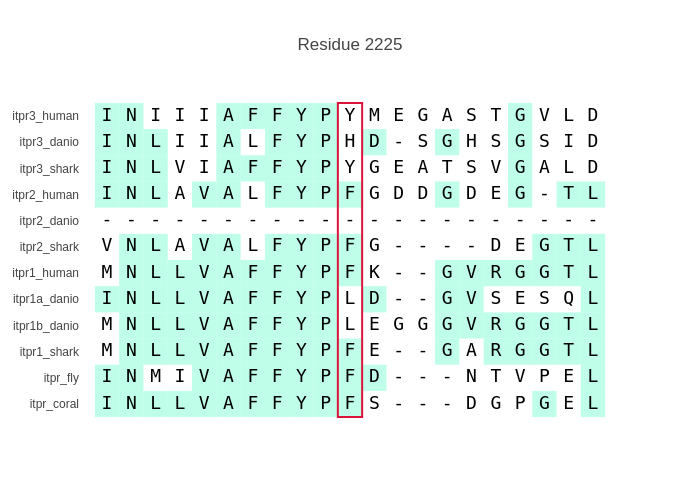 Residue 2225
itpr3_human I N I I I A F F Y P Y M E G A S T G V L D
itpr3_danio I N L I I A L F Y P H D - S G H S G S I D
itpr3_shark I N L V I A F F Y P Y G E A T S V G A L D
itpr2_human I N L A V A L F Y P F G D D G D E G - T L
itpr2_danio - - - - - - - - - - - - - - - - - - - - -
itpr2_shark V N L A V A L F Y P F G - - - - D E G T L
itpr1_human M N L L V A F F Y P F K - - G V R G G T L
itpr1a_danio I N L L V A F F Y P L D - - G V S E S Q L
itpr1b_danio M N L L V A F F Y P L E G G G V R G G T L
itpr1_shark M N L L V A F F Y P F E - - G A R G G T L
itpr_fly I N M I V A F F Y P F D - - - N T V P E L
itpr_coral I N L L V A F F Y P F S - - - D G P G E L